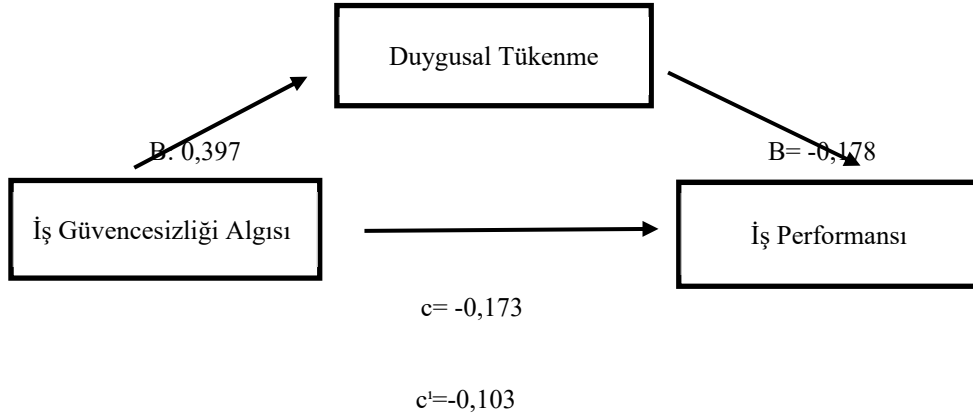 Duygusal Tükenme
B. 0,397
B= -0,178
İş Güvencesizliği Algısı
İş Performansı
c= -0,173
c¹=-0,103